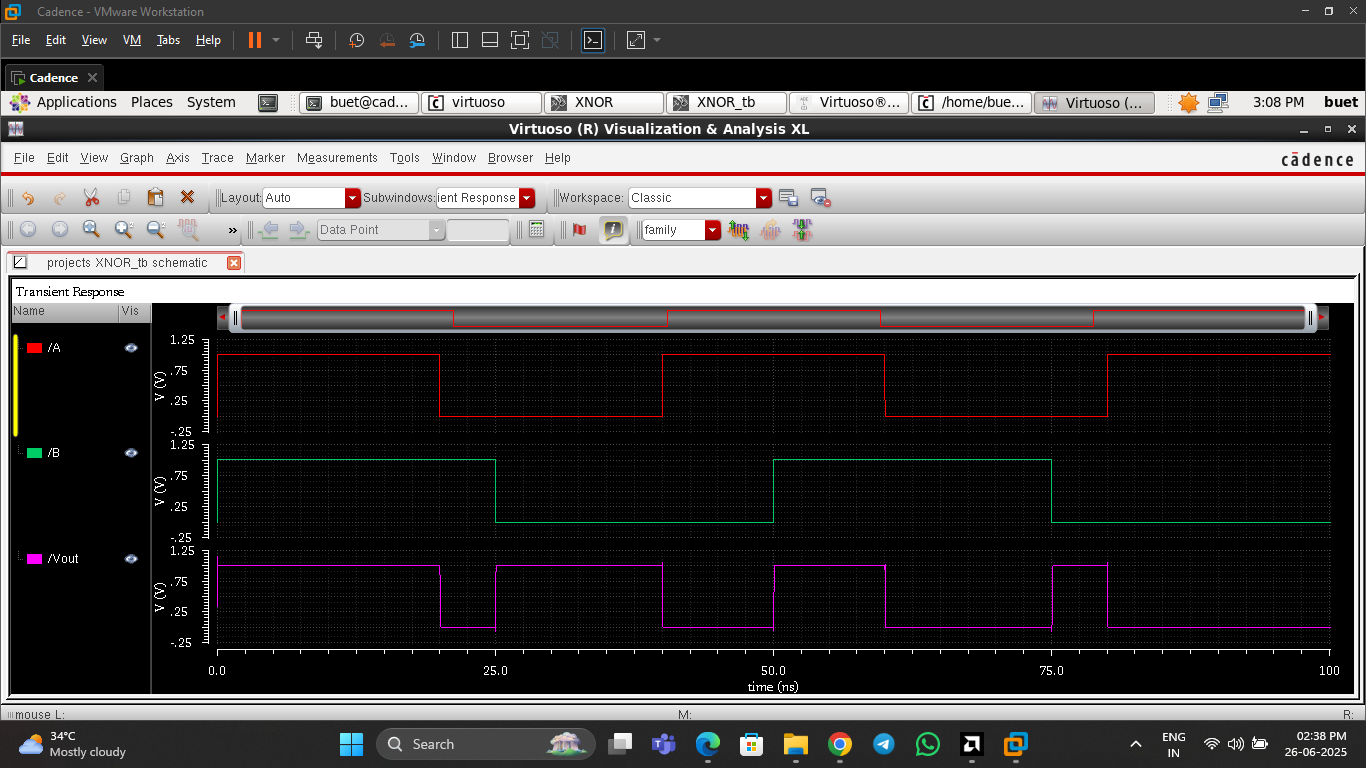 Cadence - VMware Workstation
File Edit View VM Tabs Help
Cadence
Applications Places System buet@cad... virtuoso XNOR XNOR_tb Virtuoso®... /home/bue... Virtuoso (... 3:08 PM buet
Virtuoso (R) Visualization & Analysis XL
File Edit View Graph Axis Trace Marker Measurements Tools Window Browser Help cādence
Layout: Auto Subwindows: ient Response Workspace: Classic
» Data Point family
projects XNOR_tb schematic
Transient Response
Name Vis
/A
1.25
.75
V (V)
.25
-.25
/B
1.25
.75
V (V)
.25
-.25
/Vout
1.25
.75
V (V)
.25
-.25
0.0 25.0 50.0 75.0 100
time (ns)
mouse L: M: R:
34°C
Mostly cloudy
Search
ENG
IN
02:38 PM
26-06-2025